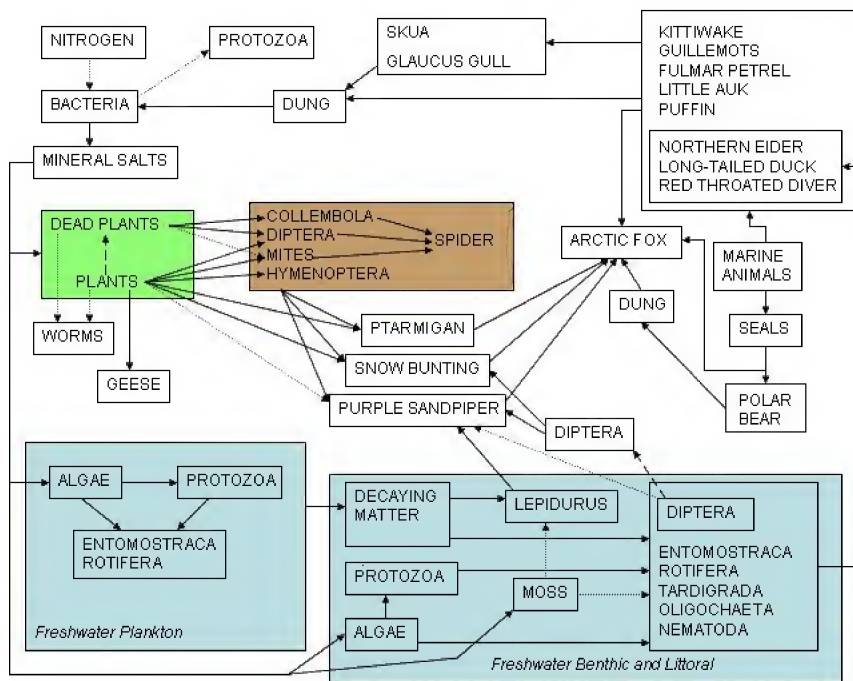 NITROGEN
PROTOZOA
SKUA
GLAUCUS GULL
KITTIWAKE
GUILLEMOTS
FULMAR PETREL
LITTLE AUK
PUFFIN
BACTERIA
DUNG
NORTHERN EIDER
LONG-TAILED DUCK
RED THROATED DIVER
MINERAL SALTS
DEAD PLANTS
PLANTS
COLLEMBOLA
DIPTERA
MITES
HYMENOPTERA
SPIDER
ARCTIC FOX
MARINE
ANIMALS
DUNG
SEALS
POLAR
BEAR
WORMS
GEESE
PTARMIGAN
SNOW BUNTING
PURPLE SANDPIPER
DIPTERA
ALGAE
PROTOZOA
ENTOMOSTRACA
ROTIFERA
Freshwater Plankton
DECAYING
MATTER
LEPIDURUS
DIPTERA
ENTOMOSTRACA
ROTIFERA
TARDIGRADA
OLIGOCHAETA
NEMATODA
PROTOZOA
MOSS
ALGAE
Freshwater Benthic and Littoral